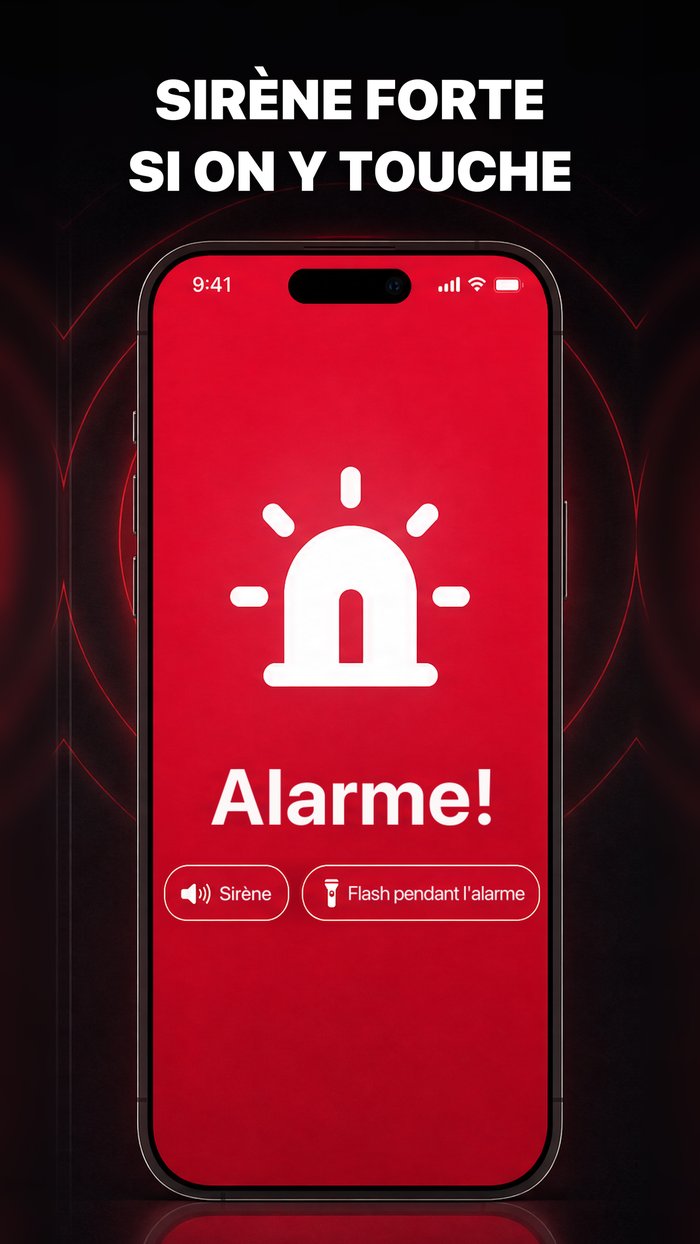 SIRÈNE FORTE
SI ON Y TOUCHE
9:41
Alarme!
Sirène
Flash pendant l'alarme